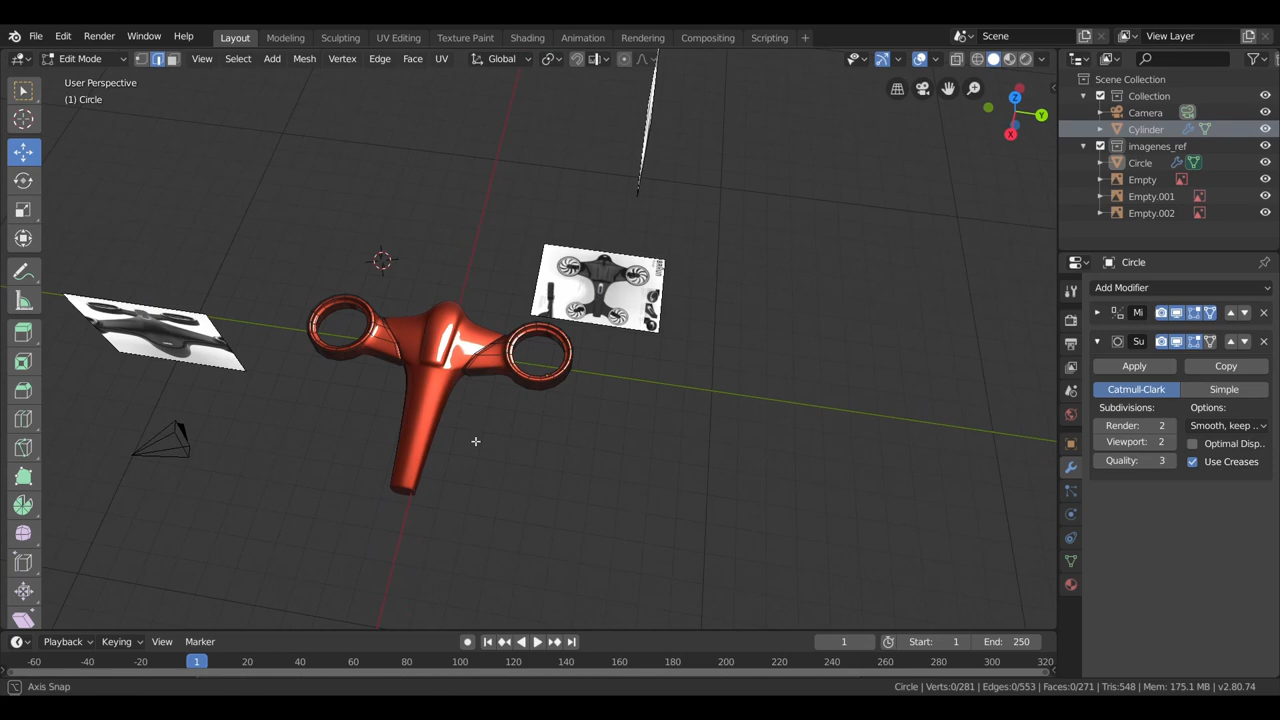 File Edit Render Window Help
Layout Modeling Sculpting UV Editing Texture Paint Shading Animation Rendering Compositing Scripting +
Scene
View Layer
Edit Mode
View Select Add Mesh Vertex Edge Face UV
Global
User Perspective
(1) Circle
Z
Y
X
Scene Collection
Collection
Camera
Cylinder
imagenes_ref
Circle
Empty
Empty.001
Empty.002
Circle
Add Modifier
Mi
Su
Apply Copy
Catmull-Clark Simple
Subdivisions: Options:
Render: 2 Smooth, keep ..
Viewport: 2 Optimal Disp..
Quality: 3 Use Creases
Playback Keying View Marker
1 Start: 1 End: 250
-60 -40 -20 1 20 40 60 80 100 120 140 160 180 200 220 240 260 280 300 320
Axis Snap
Circle | Verts:0/281 | Edges:0/553 | Faces:0/271 | Tris:548 | Mem: 175.1 MB | v2.80.74